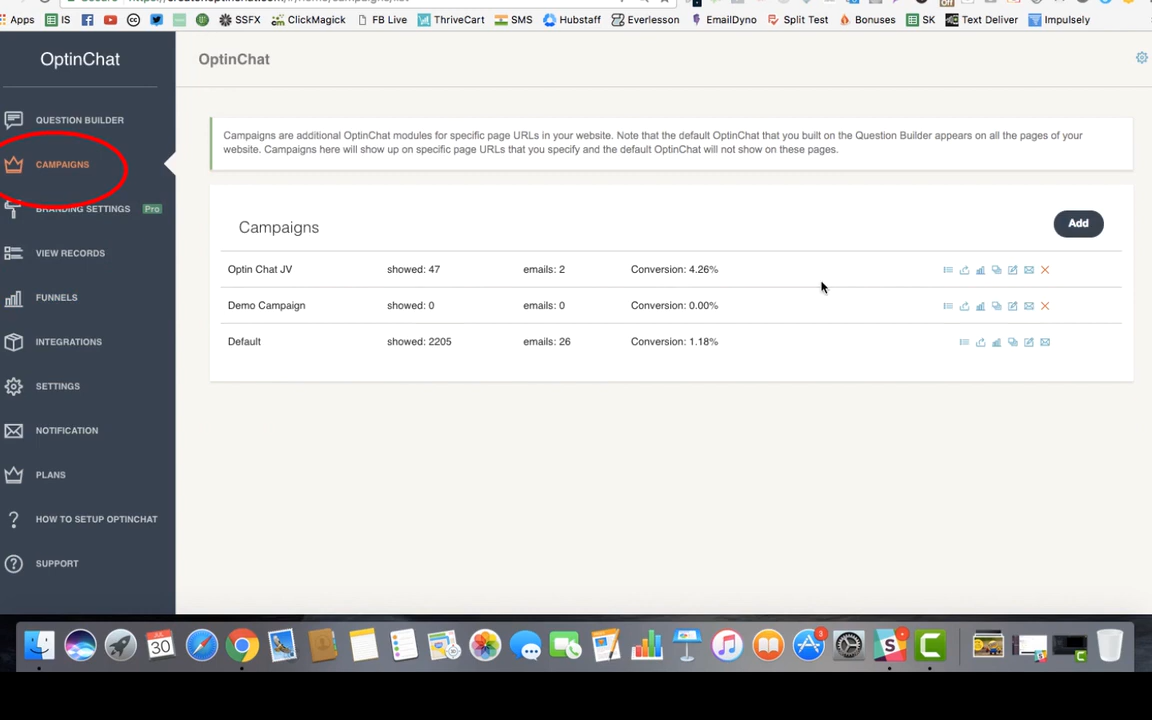 Apps
IS
cc
SSFX
ClickMagick
FB Live
ThriveCart
SMS
Hubstaff
Everlesson
EmailDyno
Split Test
Bonuses
SK
Text Deliver
Impulsely
OptinChat
OptinChat
QUESTION BUILDER
CAMPAIGNS
BRANDING SETTINGS Pro
VIEW RECORDS
FUNNELS
INTEGRATIONS
SETTINGS
NOTIFICATION
PLANS
HOW TO SETUP OPTINCHAT
SUPPORT
Campaigns are additional OptinChat modules for specific page URLs in your website. Note that the default OptinChat that you built on the Question Builder appears on all the pages of your
website. Campaigns here will show up on specific page URLs that you specify and the default OptinChat will not show on these pages.
Campaigns
Add
Optin Chat JV showed: 47 emails: 2 Conversion: 4.26%
Demo Campaign showed: 0 emails: 0 Conversion: 0.00%
Default showed: 2205 emails: 26 Conversion: 1.18%
30
3